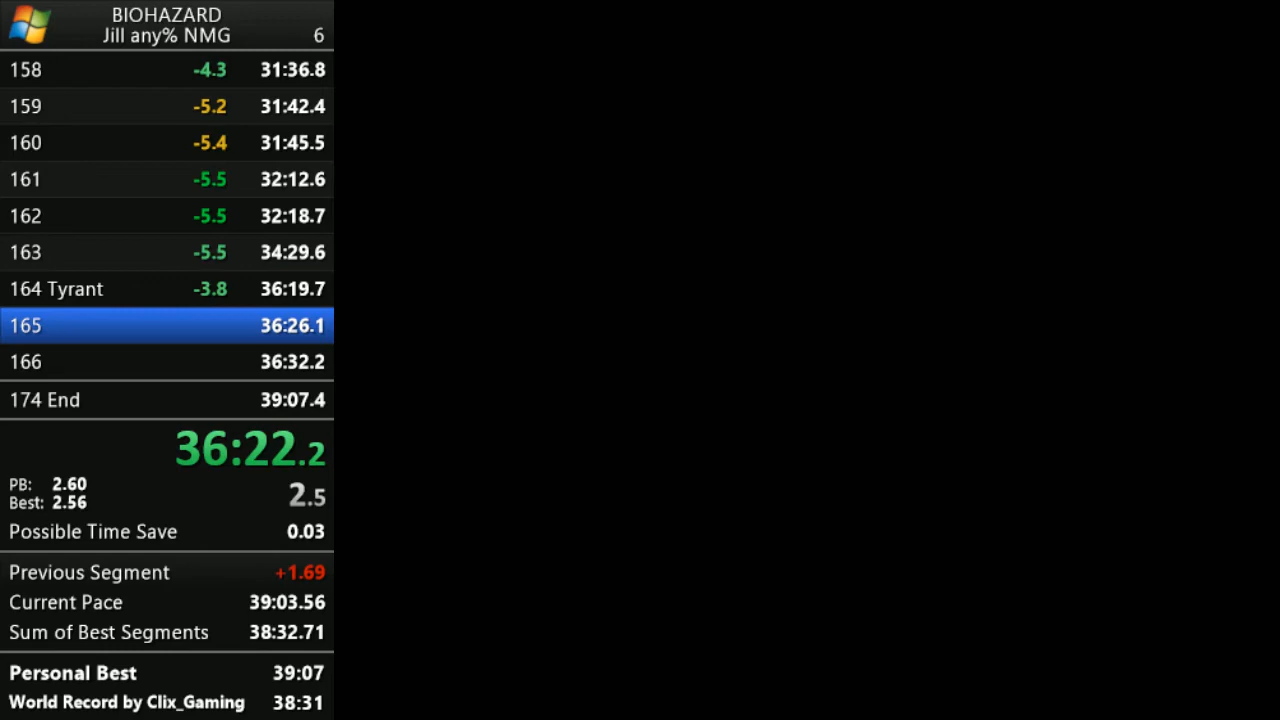 BIOHAZARD
Jill any% NMG 6
158 -4.3 31:36.8
159 -5.2 31:42.4
160 -5.4 31:45.5
161 -5.5 32:12.6
162 -5.5 32:18.7
163 -5.5 34:29.6
164 Tyrant -3.8 36:19.7
165 36:26.1
166 36:32.2
174 End 39:07.4
36:22.2
PB: 2.60
Best: 2.56
2.5
Possible Time Save 0.03
Previous Segment +1.69
Current Pace 39:03.56
Sum of Best Segments 38:32.71
Personal Best 39:07
World Record by Clix_Gaming 38:31